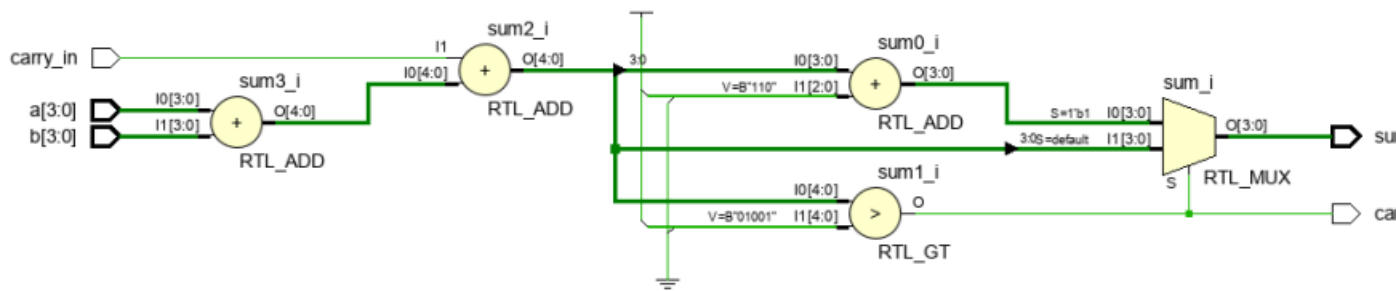 carry_in
a[3:0]
b[3:0]
sum3_i
I0[3:0]
I1[3:0]
+
O[4:0]
RTL_ADD
sum2_i
I1
I0[4:0]
+
O[4:0]
RTL_ADD
3:0
V=B"110"
sum0_i
I0[3:0]
I1[2:0]
+
O[3:0]
RTL_ADD
3:0
S=default
V=B"01001"
sum1_i
I0[4:0]
I1[4:0]
>
O
RTL_GT
sum_i
S=1'b1
I0[3:0]
I1[3:0]
S
O[3:0]
RTL_MUX
su
car